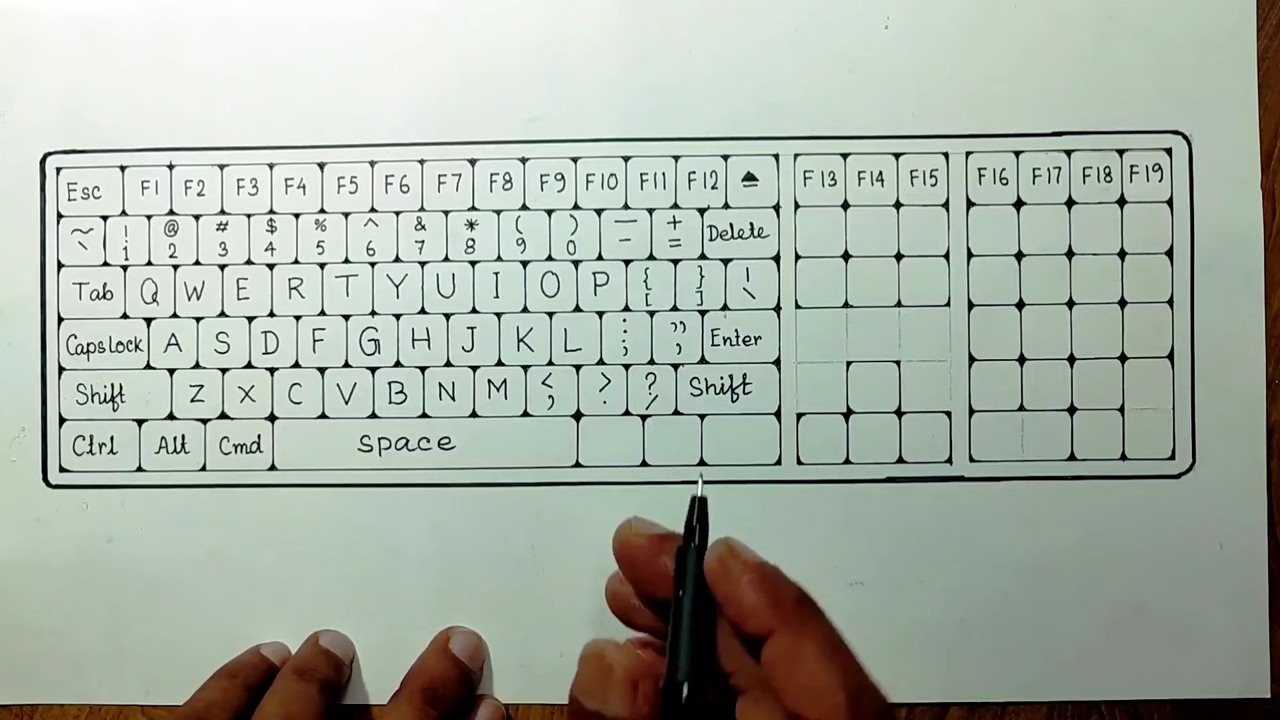 Esc F1 F2 F3 F4 F5 F6 F7 F8 F9 F10 F11 F12 ⏏ F13 F14 F15 F16 F17 F18 F19
~ ! @ # $ % ^ & * ( ) — +
` 1 2 3 4 5 6 7 8 9 0 - = Delete
Tab Q W E R T Y U I O P { } |
[ ] \
Caps Lock A S D F G H J K L : " Enter
; '
Shift Z X C V B N M < > ? Shift
, . /
Ctrl Alt Cmd Space